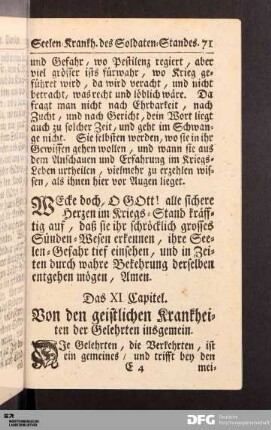 Seelen Krankh. des Soldaten-Standes. 71
und Gefahr, wo Pestilenz regiert, aber
viel grösser ists fürwahr, wo Krieg ge-
führet wird, da wird veracht, und nicht
betracht, was recht und löblich wäre. Da
fragt man nicht nach Ehrbarkeit, nach
Zucht, und nach Gericht, dein Wort liegt
auch zu solcher Zeit, und geht im Schwan-
ge nicht. Sie selbsten werden, wo sie in ihr
Gewissen gehen wollen, und wann sie aus
dem Anschauen und Erfahrung im Kriegs-
Leben urtheilen, vielmehr zu erzehlen wis-
sen, als ihnen hier vor Augen lieget.
WEcke doch, O GOtt! alle sichere
Herzen im Kriegs-Stand kräff-
tig auf, daß sie ihr schröcklich grosses
Sünden-Wesen erkennen, ihre See-
len-Gefahr tief einsehen, und in Zei-
ten durch wahre Bekehrung derselben
entgehen mögen, Amen.
Das XI. Capitel.
Von den geistlichen Krankhei-
ten der Gelehrten insgemein.
DIe Gelehrten, die Verkehrten, ist
ein gemeines/ und trifft bey den
E 4 mei-
DFG Deutsche
Forschungsgemeinschaft